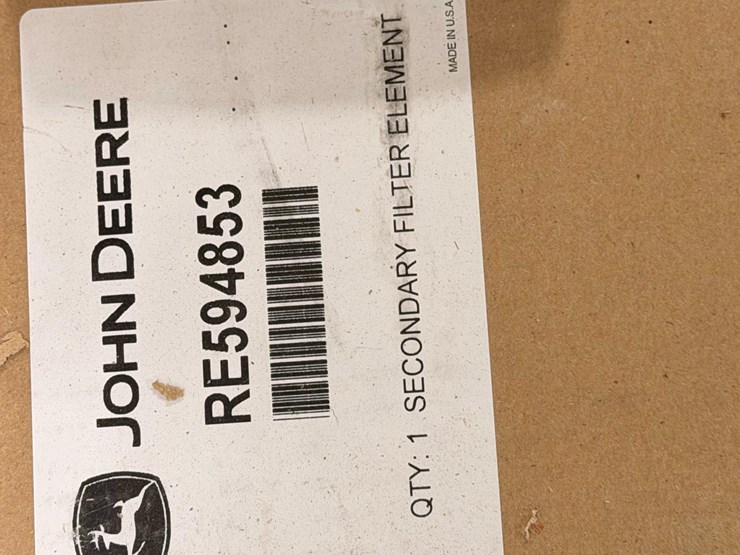 JOHN DEERE
RE594853
QTY: 1 SECONDARY FILTER ELEMENT
MADE IN U.S.A